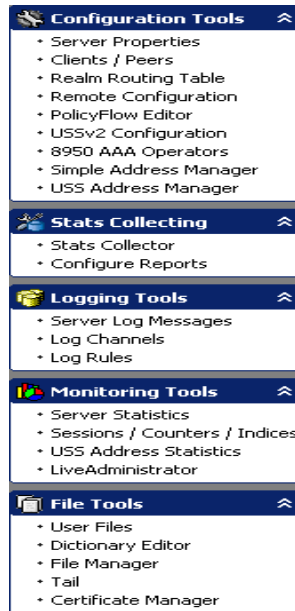 Configuration Tools
Server Properties
Clients / Peers
Realm Routing Table
Remote Configuration
PolicyFlow Editor
USSv2 Configuration
8950 AAA Operators
Simple Address Manager
USS Address Manager
Stats Collecting
Stats Collector
Configure Reports
Logging Tools
Server Log Messages
Log Channels
Log Rules
Monitoring Tools
Server Statistics
Sessions / Counters / Indices
USS Address Statistics
LiveAdministrator
File Tools
User Files
Dictionary Editor
File Manager
Tail
Certificate Manager